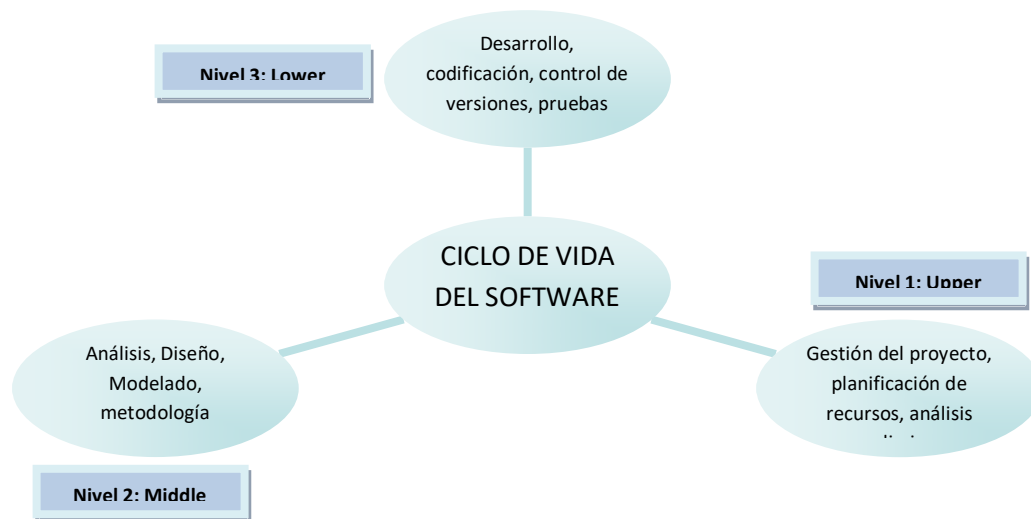 Desarrollo,
codificación, control de
versiones, pruebas
Nivel 3: Lower
CICLO DE VIDA
DEL SOFTWARE
Nivel 1: Upper
Gestión del proyecto,
planificación de
recursos, análisis
Análisis, Diseño,
Modelado,
metodología
Nivel 2: Middle